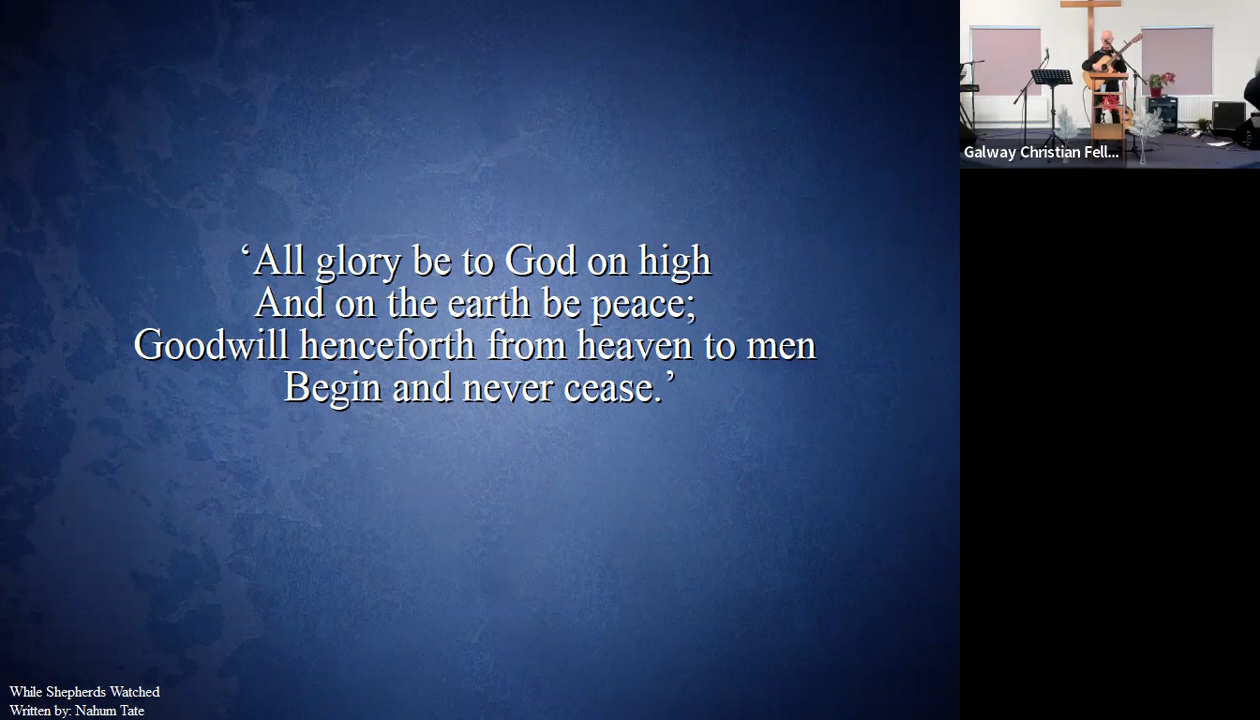 ‘All glory be to God on high
And on the earth be peace;
Goodwill henceforth from heaven to men
Begin and never cease.’
While Shepherds Watched
Written by: Nahum Tate
Galway Christian Fell...